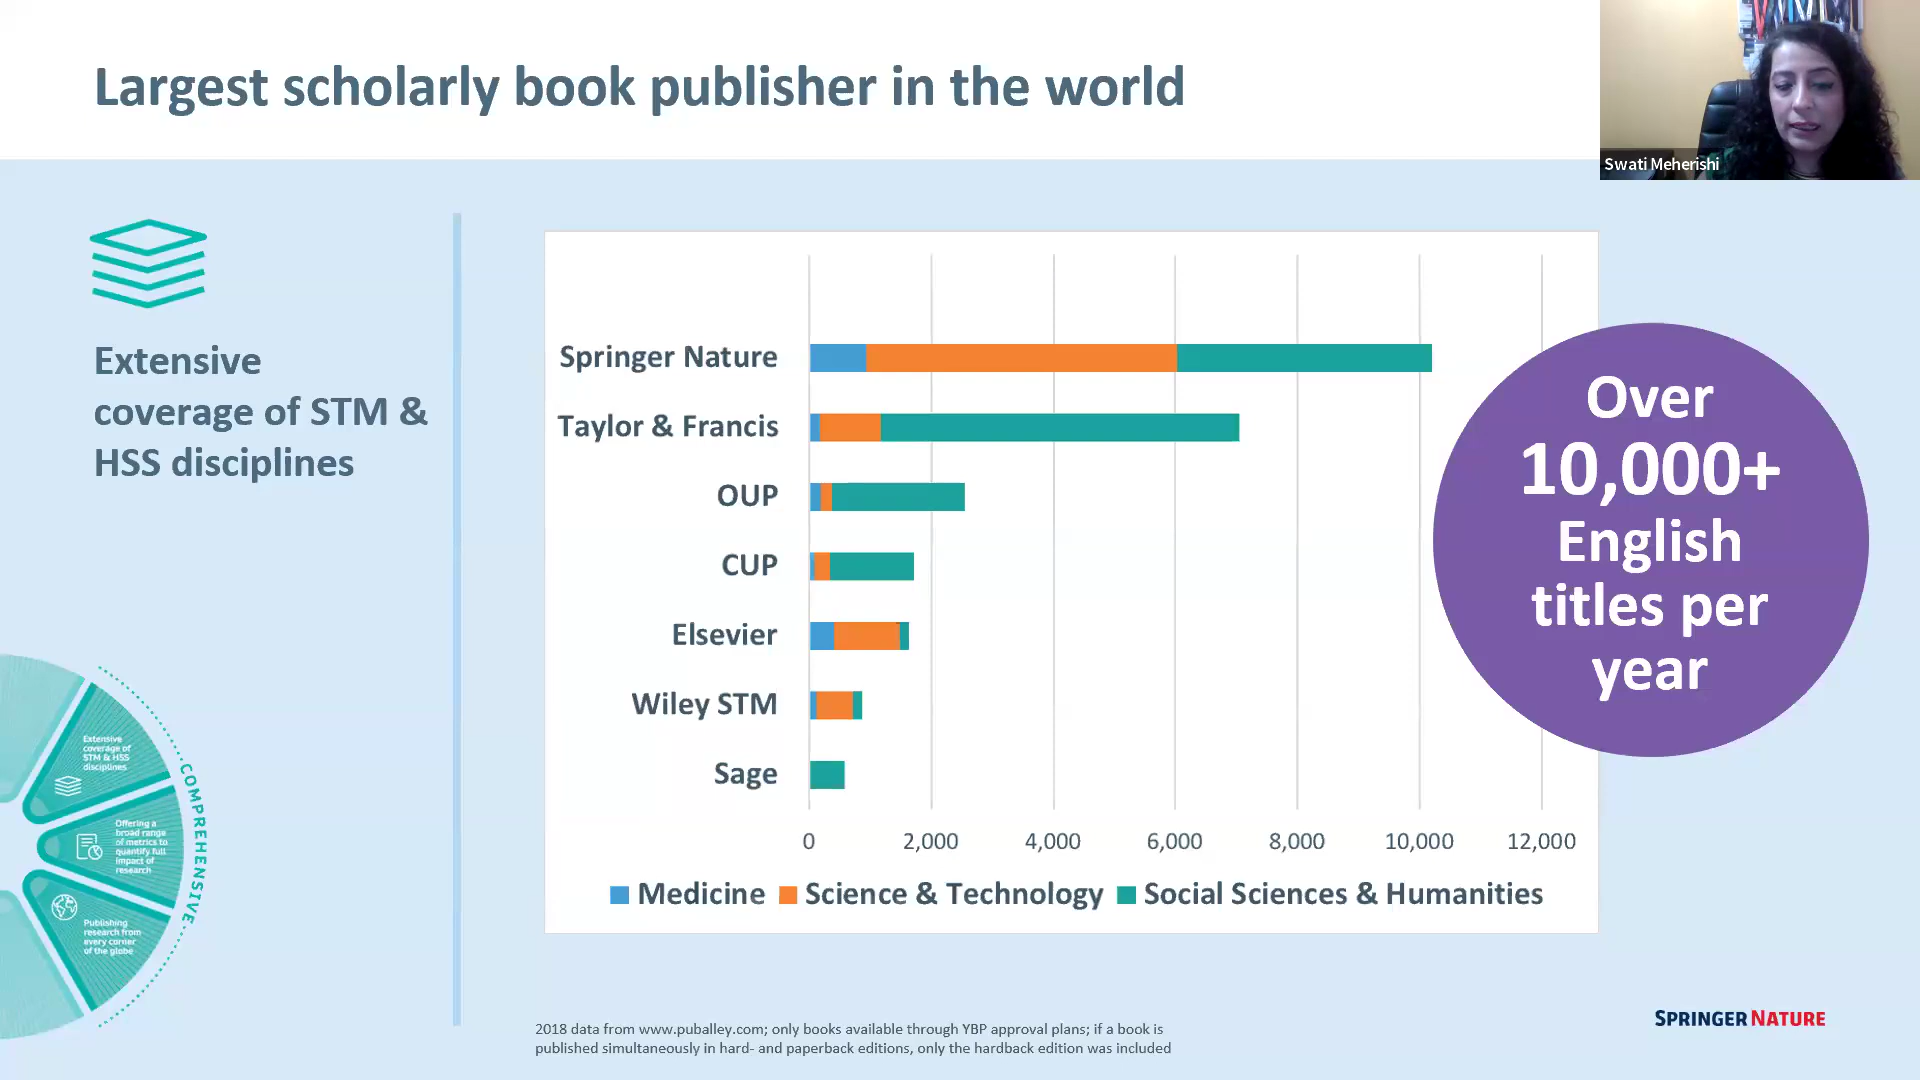 Largest scholarly book publisher in the world
Swati Meherishi
Extensive
coverage of STM &
HSS disciplines
Springer Nature
Taylor & Francis
OUP
CUP
Elsevier
Wiley STM
Sage
0 2,000 4,000 6,000 8,000 10,000 12,000
Medicine Science & Technology Social Sciences & Humanities
Over
10,000+
English
titles per
year
Extensive
coverage of
STM & HSS
disciplines
Offering a
broad range
of metrics to
quantify full
impact of
research
Publishing
research from
every corner
of the globe
COMPREHENSIVE
2018 data from www.puballey.com; only books available through YBP approval plans; if a book is
published simultaneously in hard- and paperback editions, only the hardback edition was included
SPRINGER NATURE